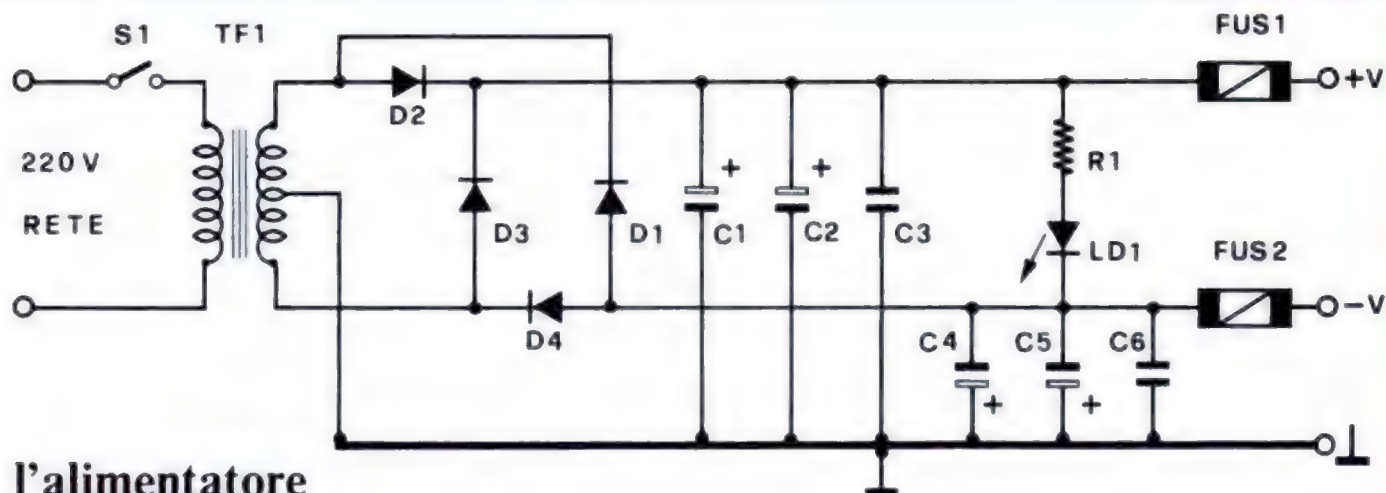 S1 TF1 FUS1
+V
D2
220V
R1
RETE
+ +
D3 D1 C1 C2 C3 LD1 FUS2
-V
D4 C4 C5 C6
+ +
l'alimentatore